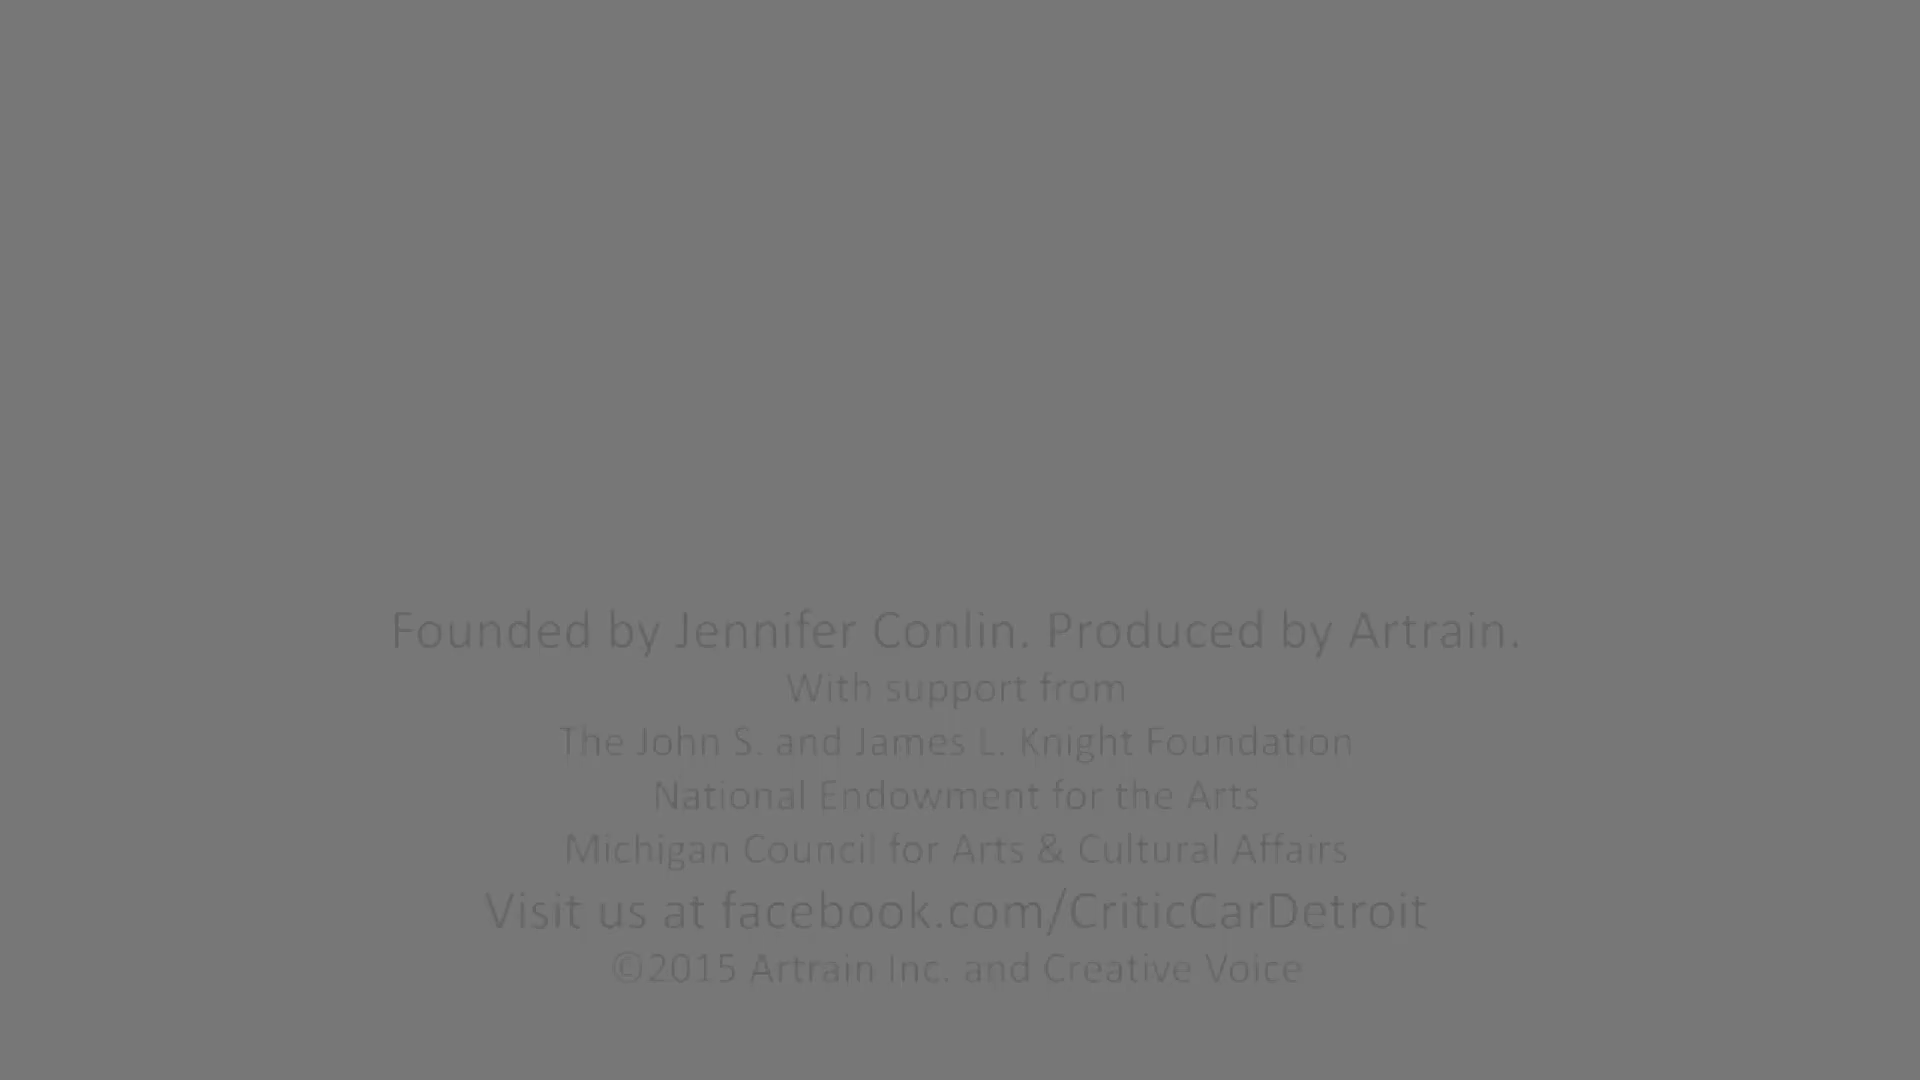 Founded by Jennifer Conlin. Produced by Artrain.
With support from
The John S. and James L. Knight Foundation
National Endowment for the Arts
Michigan Council for Arts & Cultural Affairs
Visit us at facebook.com/CriticCarDetroit
©2015 Artrain Inc. and Creative Voice